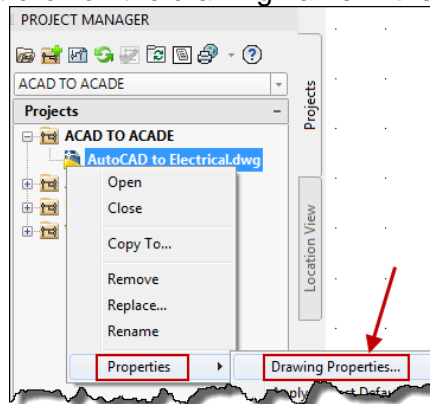 PROJECT MANAGER
ACAD TO ACADE
Projects
ACAD TO ACADE
AutoCAD to Electrical.dwg
Open
Close
Copy To...
Remove
Replace...
Rename
Properties
Drawing Properties...
Projects
Location View